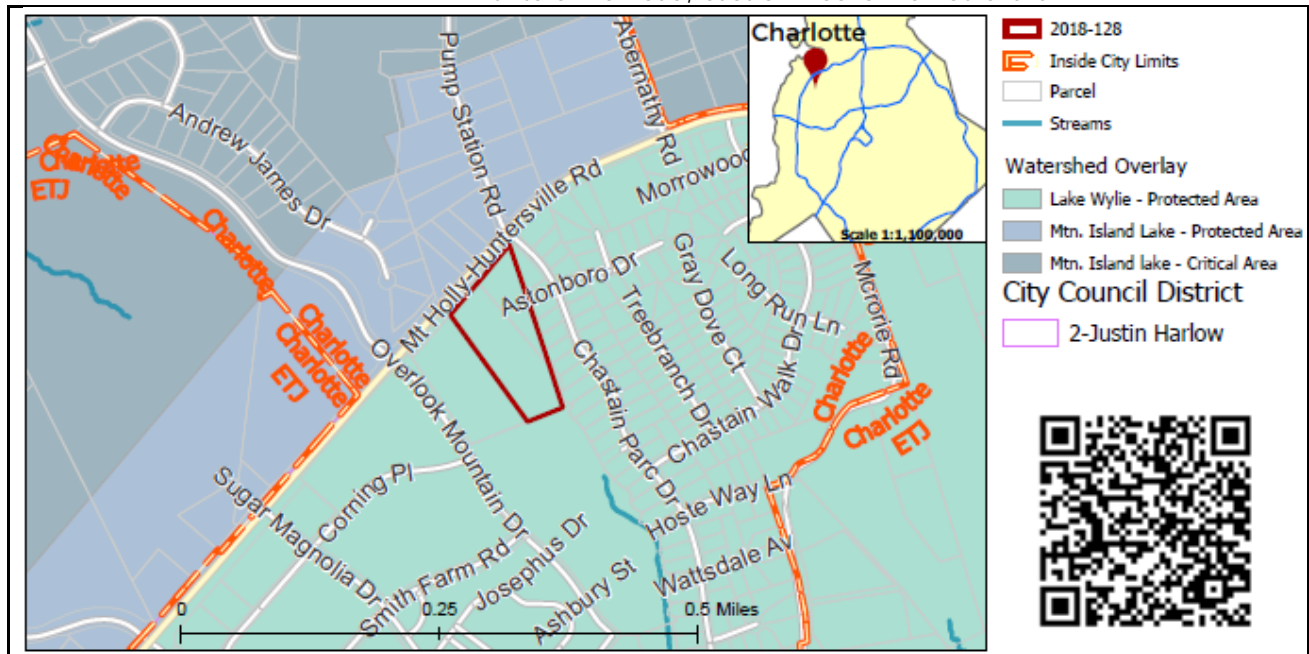 Charlotte
Scale 1:1,100,000
Pump Station Rd
Abernathy Rd
Andrew James Dr
Mt Holly-Huntersville Rd
Morrowood
Charlotte
Charlotte
ETJ
Charlotte
Charlotte
Astonboro Dr
Gray Dove Ct
Long Run Ln
Mcrorie Rd
Treebranch Dr
Charlotte
Charlotte
ETJ
Overlook Mountain Dr
Chastain Parc Dr
Chastain Walk Dr
Charlotte
Charlotte
ETJ
Corning Pl
Sugar Magnolia Dr
Hoste Way Ln
Smith Farm Rd
Josephus Dr
Ashbury St
Wattsdale Av
0 0.25 0.5 Miles
2018-128
Inside City Limits
Parcel
Streams
Watershed Overlay
Lake Wylie - Protected Area
Mtn. Island Lake - Protected Area
Mtn. Island lake - Critical Area
City Council District
2-Justin Harlow